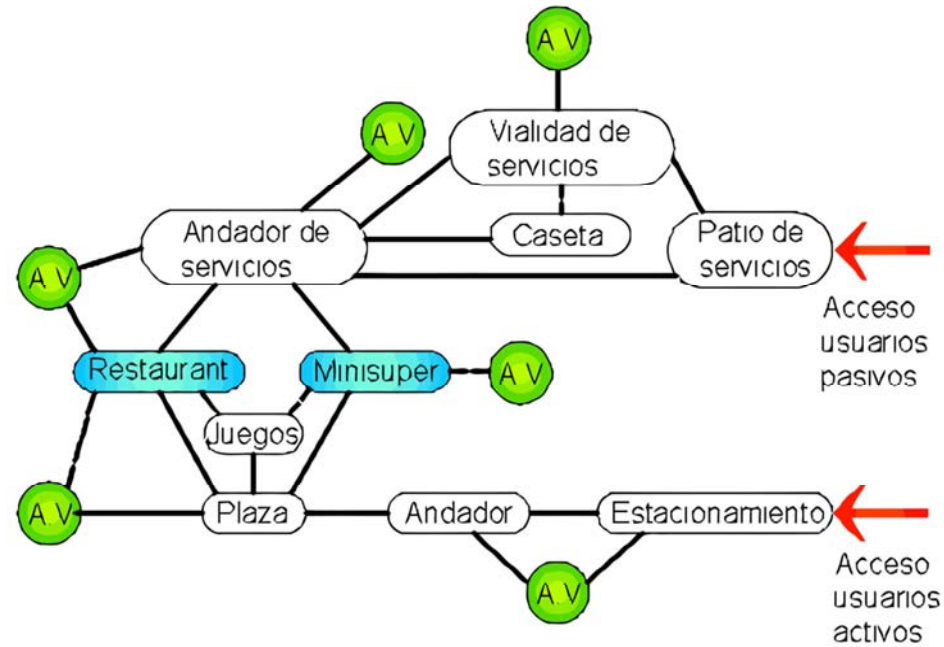 A.V
A.V
Vialidad de
servicios
Andador de
servicios
Caseta
Patio de
servicios
A.V
Acceso
usuarios
pasivos
Restaurant
Minisuper
A.V
Juegos
A.V
Plaza
Andador
Estacionamiento
A.V
Acceso
usuarios
activos